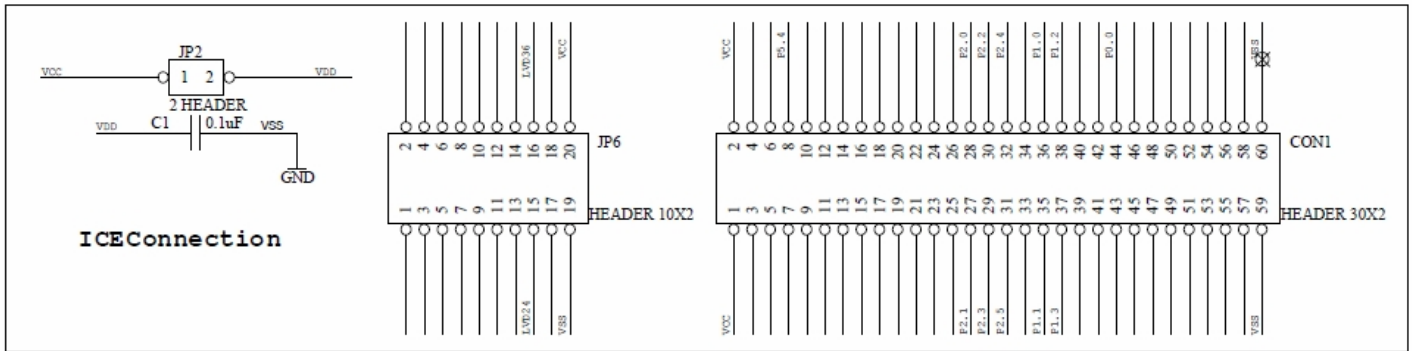 JP2
VCC 1 2 VDD
2 HEADER
VDD C1 0.1uF VSS
GND
ICEConnection
LVD36 VCC
2 4 6 8 10 12 14 16 18 20
JP6
1 3 5 7 9 11 13 15 17 19
HEADER 10X2
LVD24 VSS
VCC P5.4 P2.0 P2.2 P2.4 P1.0 P1.2 P0.0 VSS
2 4 6 8 10 12 14 16 18 20 22 24 26 28 30 32 34 36 38 40 42 44 46 48 50 52 54 56 58 60
CON1
1 3 5 7 9 11 13 15 17 19 21 23 25 27 29 31 33 35 37 39 41 43 45 47 49 51 53 55 57 59
HEADER 30X2
VCC P2.1 P2.3 P2.5 P1.1 P1.3 VSS